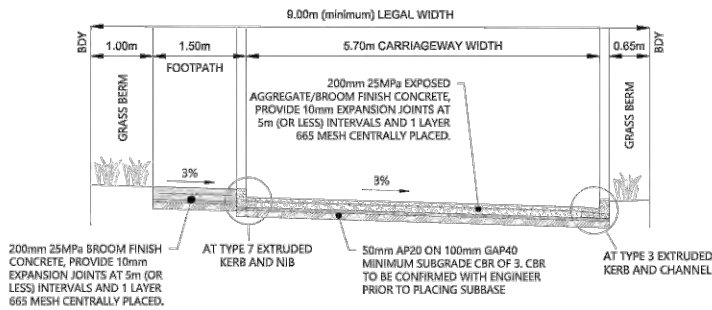 9.00m (minimum) LEGAL WIDTH
BDY
1.00m
1.50m
5.70m CARRIAGEWAY WIDTH
0.65m
BDY
FOOTPATH
GRASS BERM
200mm 25MPa EXPOSED
AGGREGATE/BROOM FINISH CONCRETE,
PROVIDE 10mm EXPANSION JOINTS AT
5m (OR LESS) INTERVALS AND 1 LAYER
665 MESH CENTRALLY PLACED.
GRASS BERM
3%
3%
200mm 25MPa BROOM FINISH
CONCRETE, PROVIDE 10mm
EXPANSION JOINTS AT 5m (OR
LESS) INTERVALS AND 1 LAYER
665 MESH CENTRALLY PLACED.
AT TYPE 7 EXTRUDED
KERB AND NIB
50mm AP20 ON 100mm GAP40
MINIMUM SUBGRADE CBR OF 3. CBR
TO BE CONFIRMED WITH ENGINEER
PRIOR TO PLACING SUBBASE
AT TYPE 3 EXTRUDED
KERB AND CHANNEL